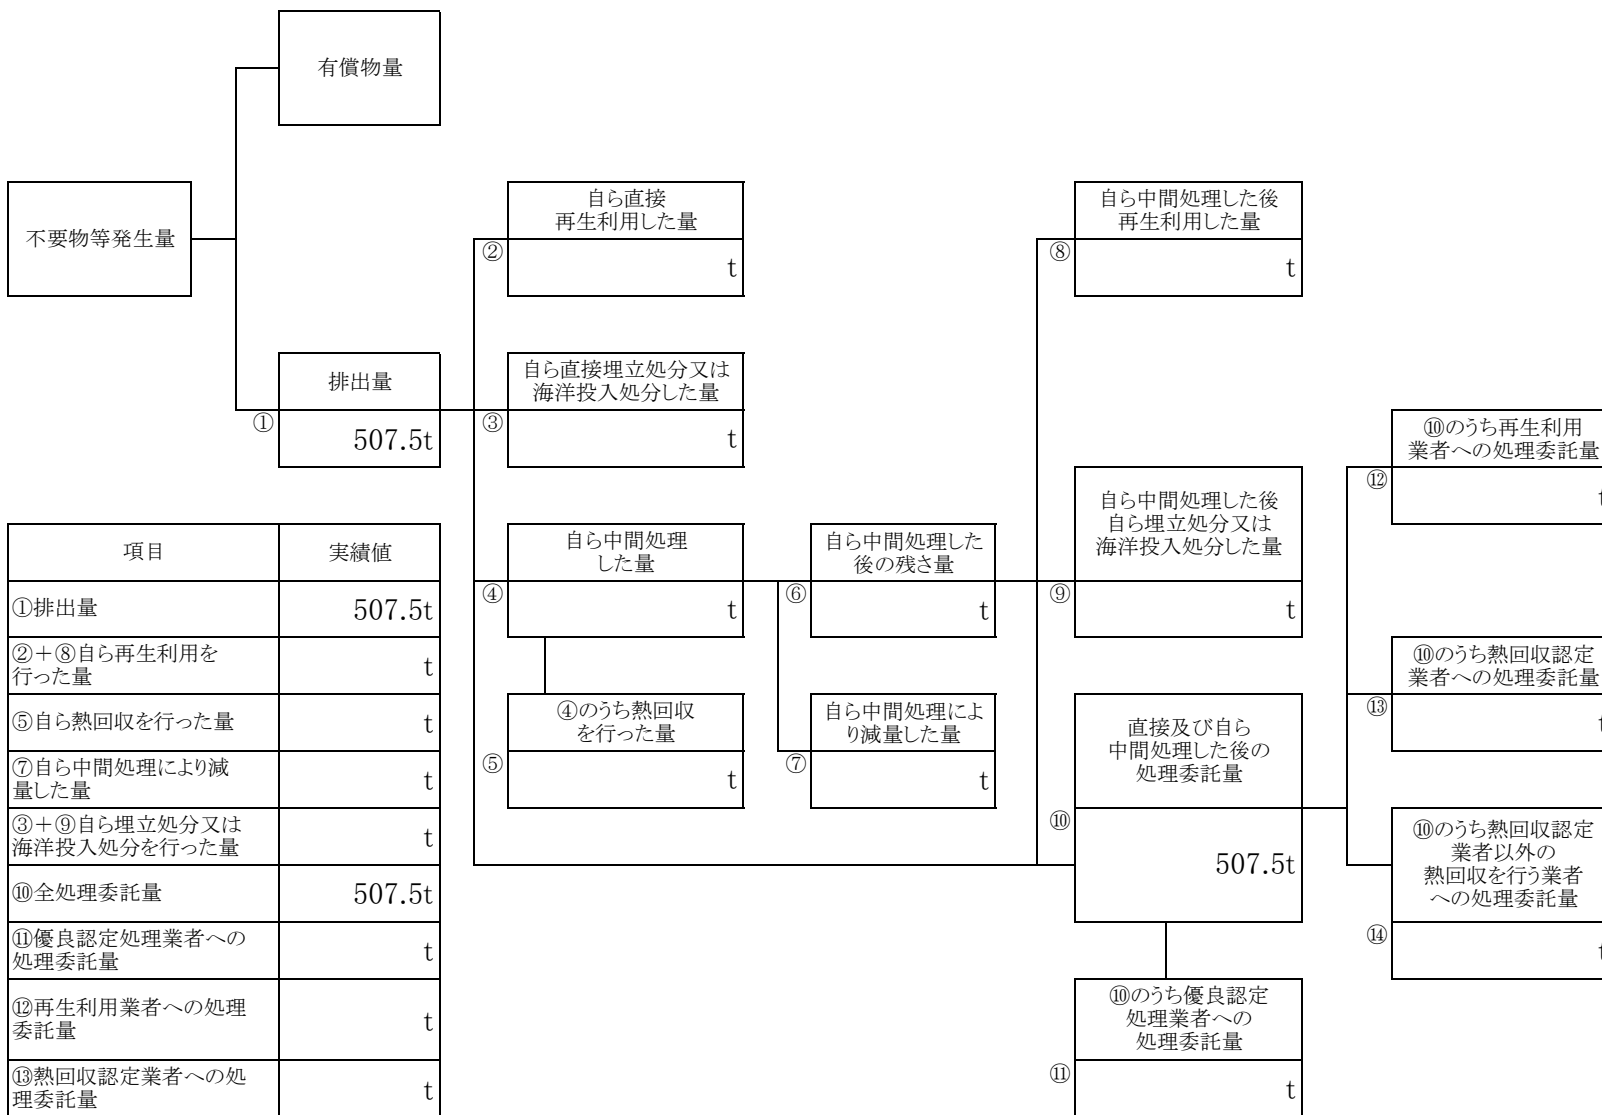 有償物量
不要物等発生量
自ら直接
再生利用した量
②
t
自ら中間処理した後
再生利用した量
⑧
t
排出量
①
507.5t
自ら直接埋立処分又は
海洋投入処分した量
③
t
⑩のうち再生利用
業者への処理委託量
⑫
t
自ら中間処理した後
自ら埋立処分又は
海洋投入処分した量
⑨
t
自ら中間処理
した量
④
t
自ら中間処理した
後の残さ量
⑥
t
④のうち熱回収
を行った量
⑤
t
自ら中間処理によ
り減量した量
⑦
t
直接及び自ら
中間処理した後の
処理委託量
⑩
507.5t
⑩のうち熱回収認定
業者への処理委託量
⑬
t
⑩のうち熱回収認定
業者以外の
熱回収を行う業者
への処理委託量
⑭
t
⑩のうち優良認定
処理業者への
処理委託量
⑪
t
項目 実績値
①排出量 507.5t
②+⑧自ら再生利用を
行った量 t
⑤自ら熱回収を行った量 t
⑦自ら中間処理により減
量した量 t
③+⑨自ら埋立処分又は
海洋投入処分を行った量 t
⑩全処理委託量 507.5t
⑪優良認定処理業者への
処理委託量 t
⑫再生利用業者への処理
委託量 t
⑬熱回収認定業者への処
理委託量 t